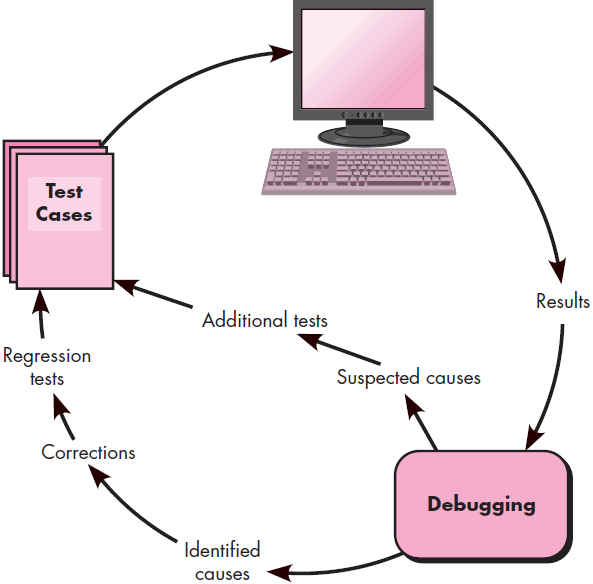 Test
Cases
Results
Additional tests
Regression
tests
Suspected causes
Corrections
Debugging
Identified
causes